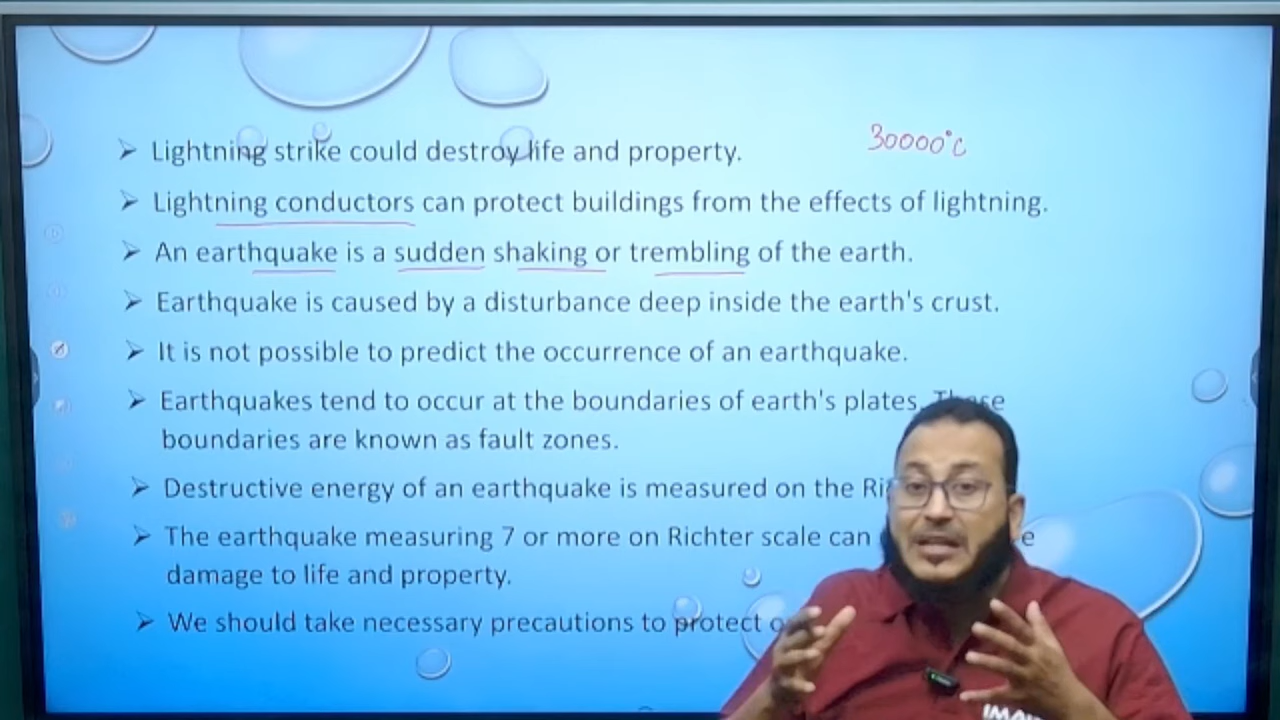 Lightning strike could destroy life and property.
30000°C
Lightning conductors can protect buildings from the effects of lightning.
An earthquake is a sudden shaking or trembling of the earth.
Earthquake is caused by a disturbance deep inside the earth's crust.
It is not possible to predict the occurrence of an earthquake.
Earthquakes tend to occur at the boundaries of earth's plates. These
boundaries are known as fault zones.
Destructive energy of an earthquake is measured on the
The earthquake measuring 7 or more on Richter scale can
damage to life and property.
We should take necessary precautions to protect